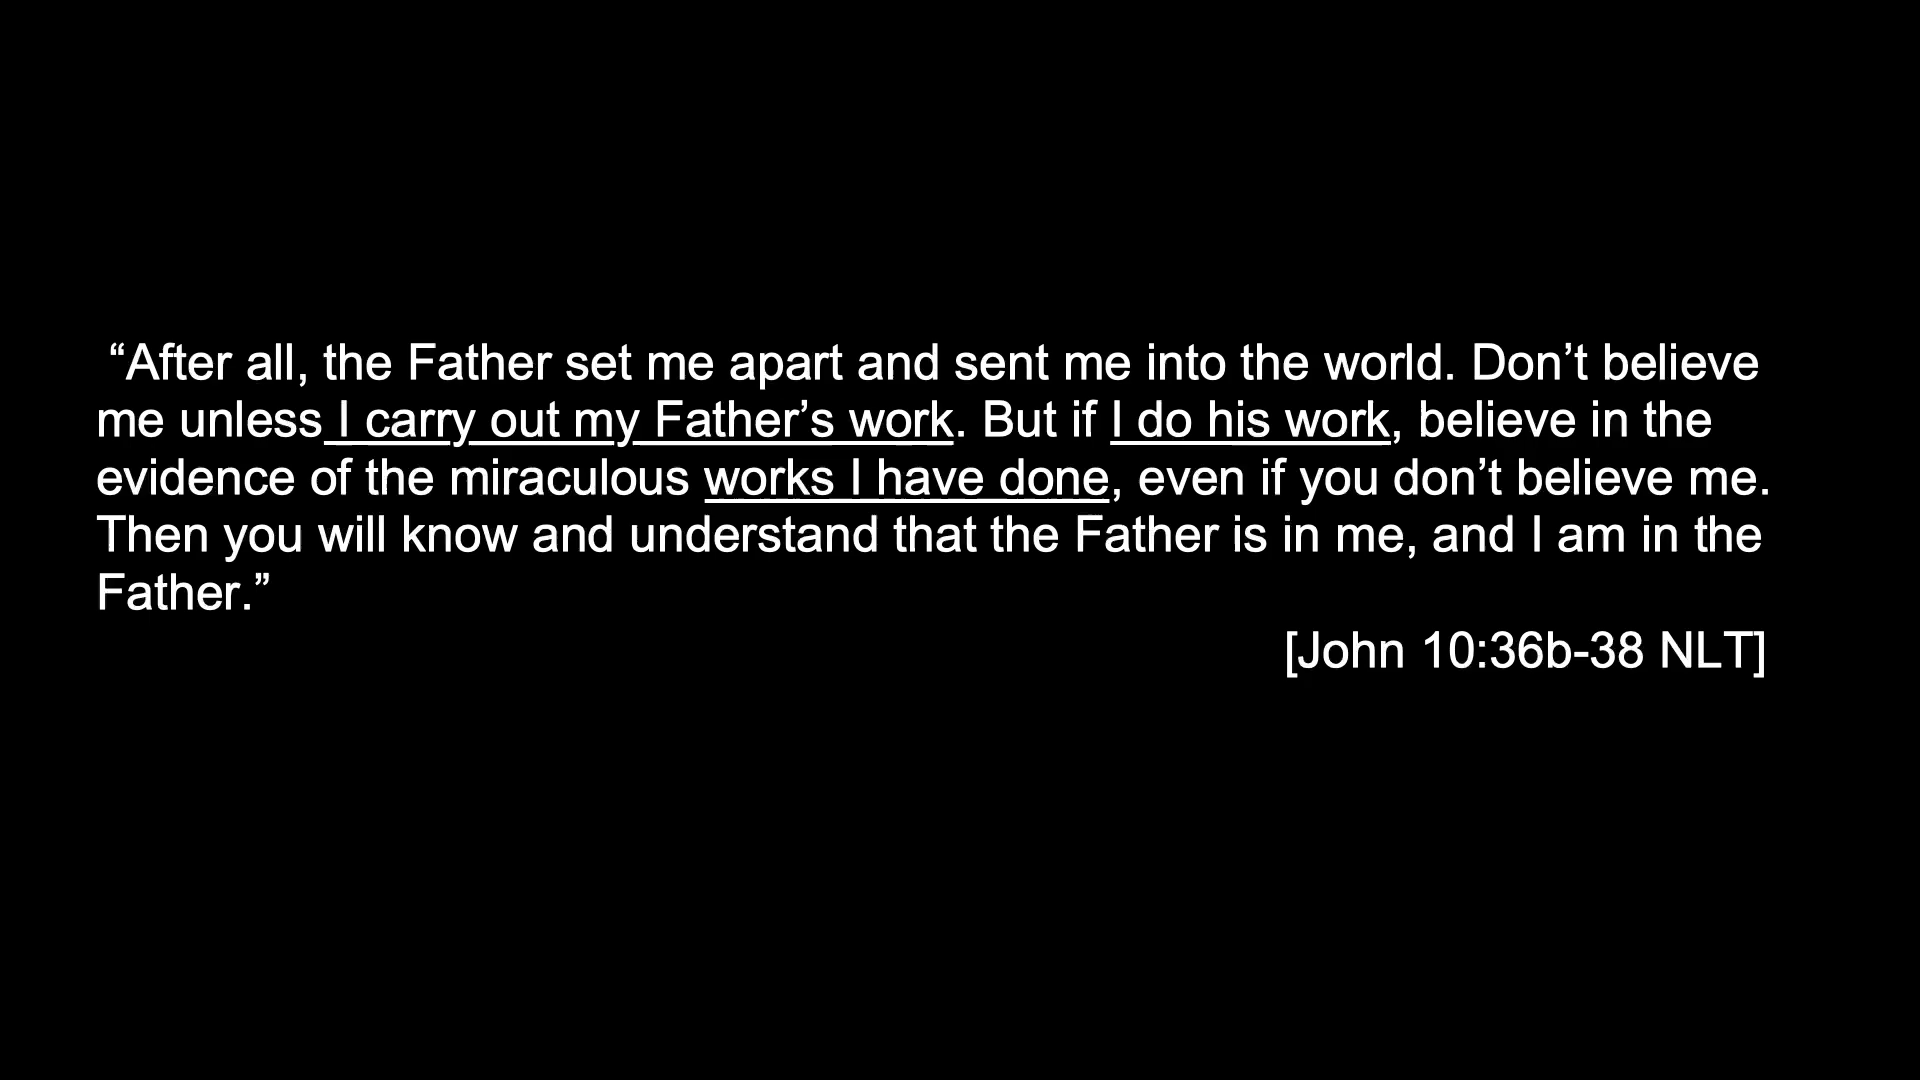 “After all, the Father set me apart and sent me into the world. Don’t believe
me unless I carry out my Father’s work. But if I do his work, believe in the
evidence of the miraculous works I have done, even if you don’t believe me.
Then you will know and understand that the Father is in me, and I am in the
Father.”
[John 10:36b-38 NLT]